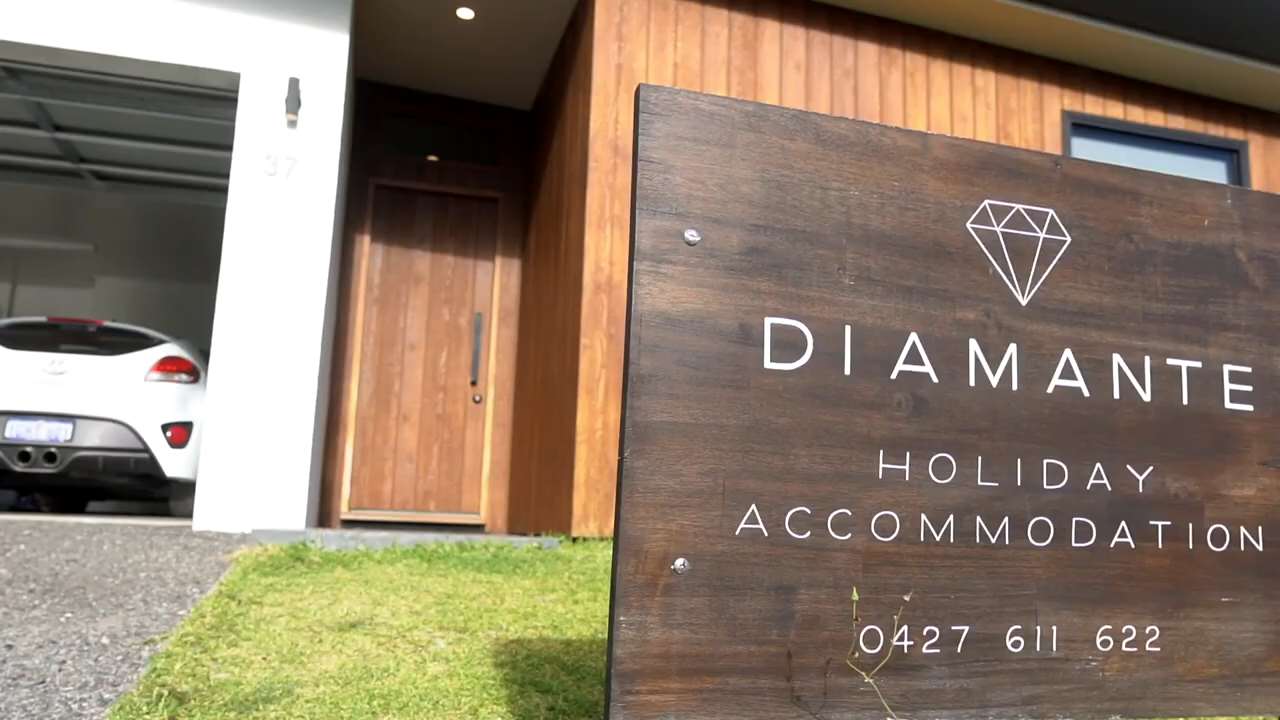 37
DIAMANTE
HOLIDAY
ACCOMMODATION
0427 611 622